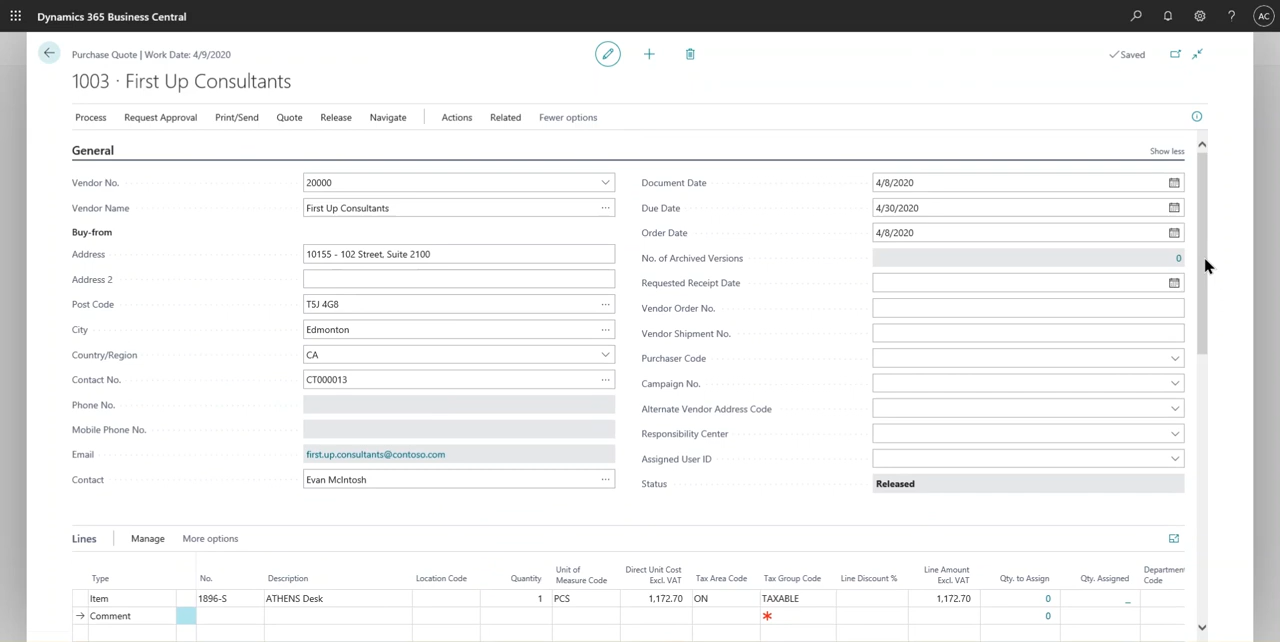 Dynamics 365 Business Central
?
AC
Purchase Quote | Work Date: 4/9/2020
✓Saved
1003 · First Up Consultants
Process Request Approval Print/Send Quote Release Navigate Actions Related Fewer options
General
Show less
Vendor No. 20000
Vendor Name First Up Consultants
Buy-from
Address 10155 - 102 Street, Suite 2100
Address 2
Post Code T5J 4G8
City Edmonton
Country/Region CA
Contact No. CT000013
Phone No.
Mobile Phone No.
Email first.up.consultants@contoso.com
Contact Evan McIntosh
Document Date 4/8/2020
Due Date 4/30/2020
Order Date 4/8/2020
No. of Archived Versions 0
Requested Receipt Date
Vendor Order No.
Vendor Shipment No.
Purchaser Code
Campaign No.
Alternate Vendor Address Code
Responsibility Center
Assigned User ID
Status Released
Lines Manage More options
Type No. Description Location Code Quantity Unit of Measure Code Direct Unit Cost Excl. VAT Tax Area Code Tax Group Code Line Discount % Line Amount Excl. VAT Qty. to Assign Qty. Assigned Department Code
Item 1896-S ATHENS Desk 1 PCS 1,172.70 ON TAXABLE 1,172.70 0 _
Comment * 0